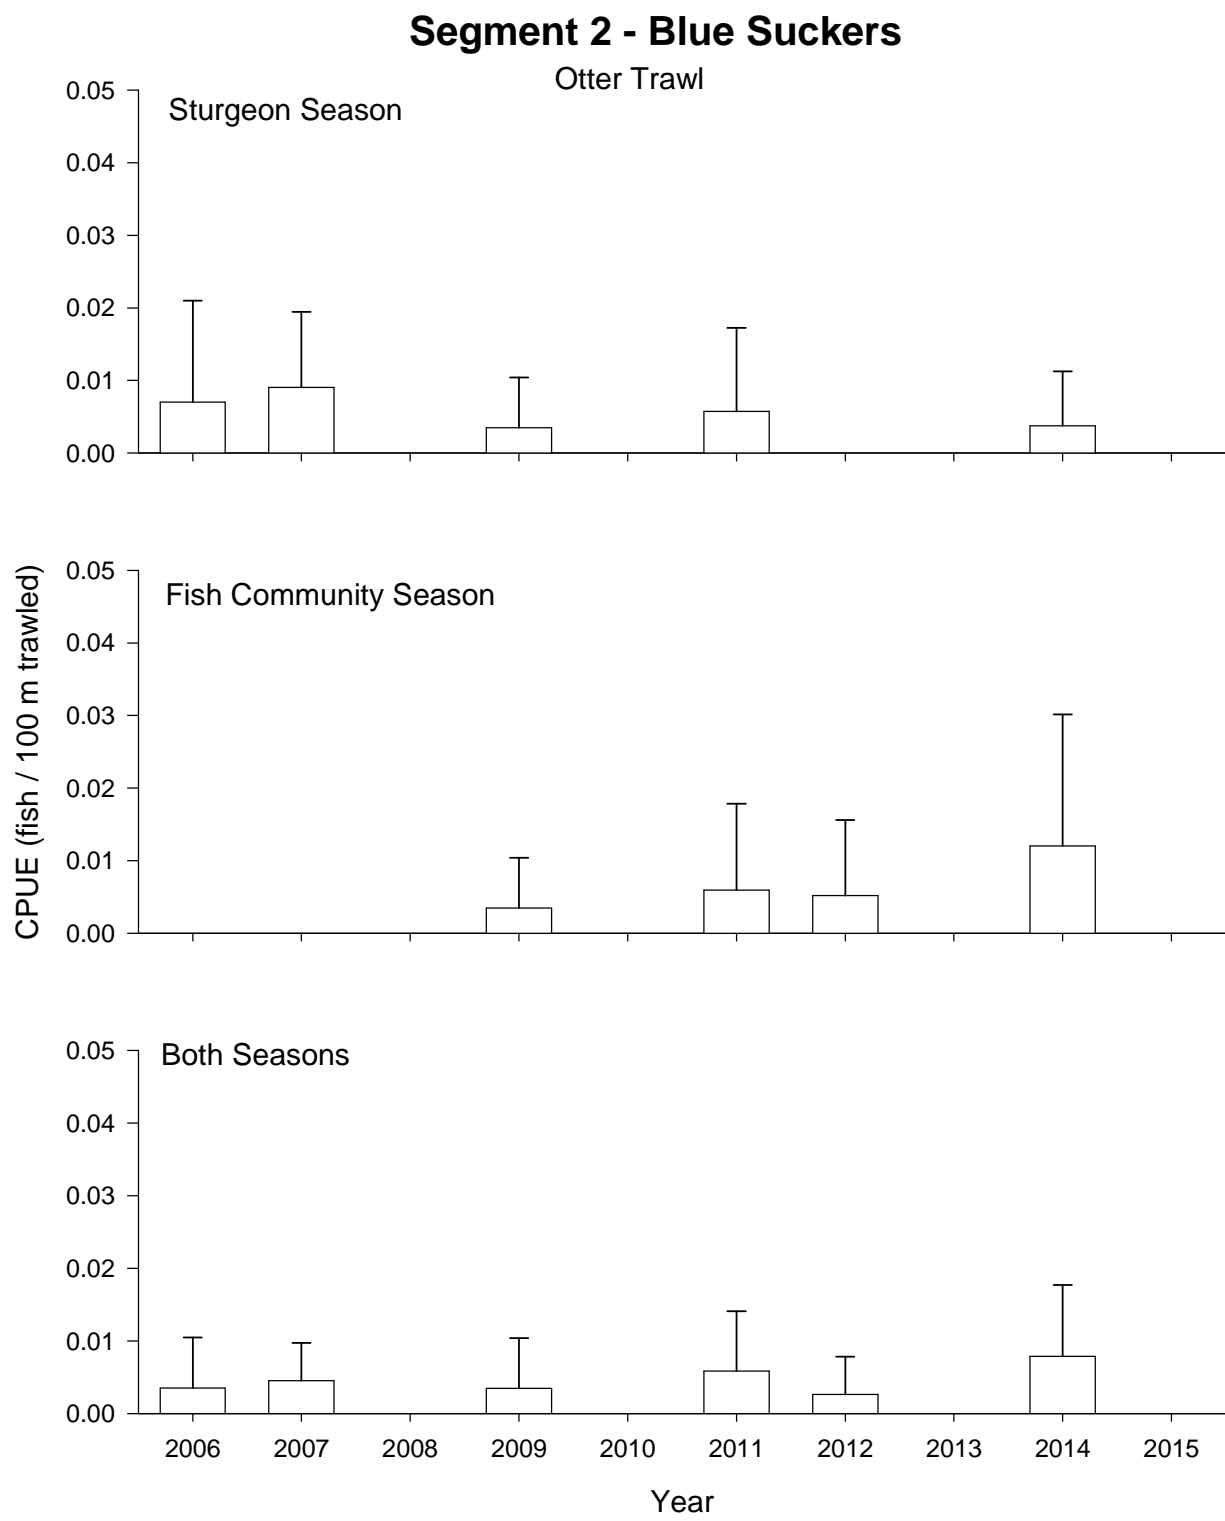 Segment 2 - Blue Suckers
Otter Trawl
Sturgeon Season
0.05
0.04
0.03
0.02
0.01
0.00
CPUE (fish / 100 m trawled)
Fish Community Season
0.05
0.04
0.03
0.02
0.01
0.00
Both Seasons
0.05
0.04
0.03
0.02
0.01
0.00
2006 2007 2008 2009 2010 2011 2012 2013 2014 2015
Year